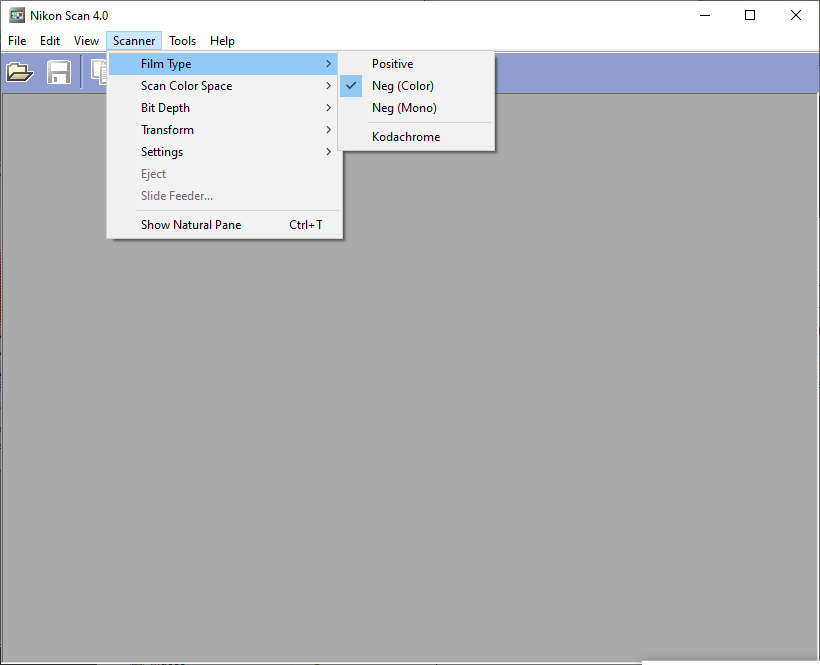 Nikon Scan 4.0
File Edit View Scanner Tools Help
Film Type
Scan Color Space
Bit Depth
Transform
Settings
Eject
Slide Feeder...
Show Natural Pane Ctrl+T
Positive
Neg (Color)
Neg (Mono)
Kodachrome